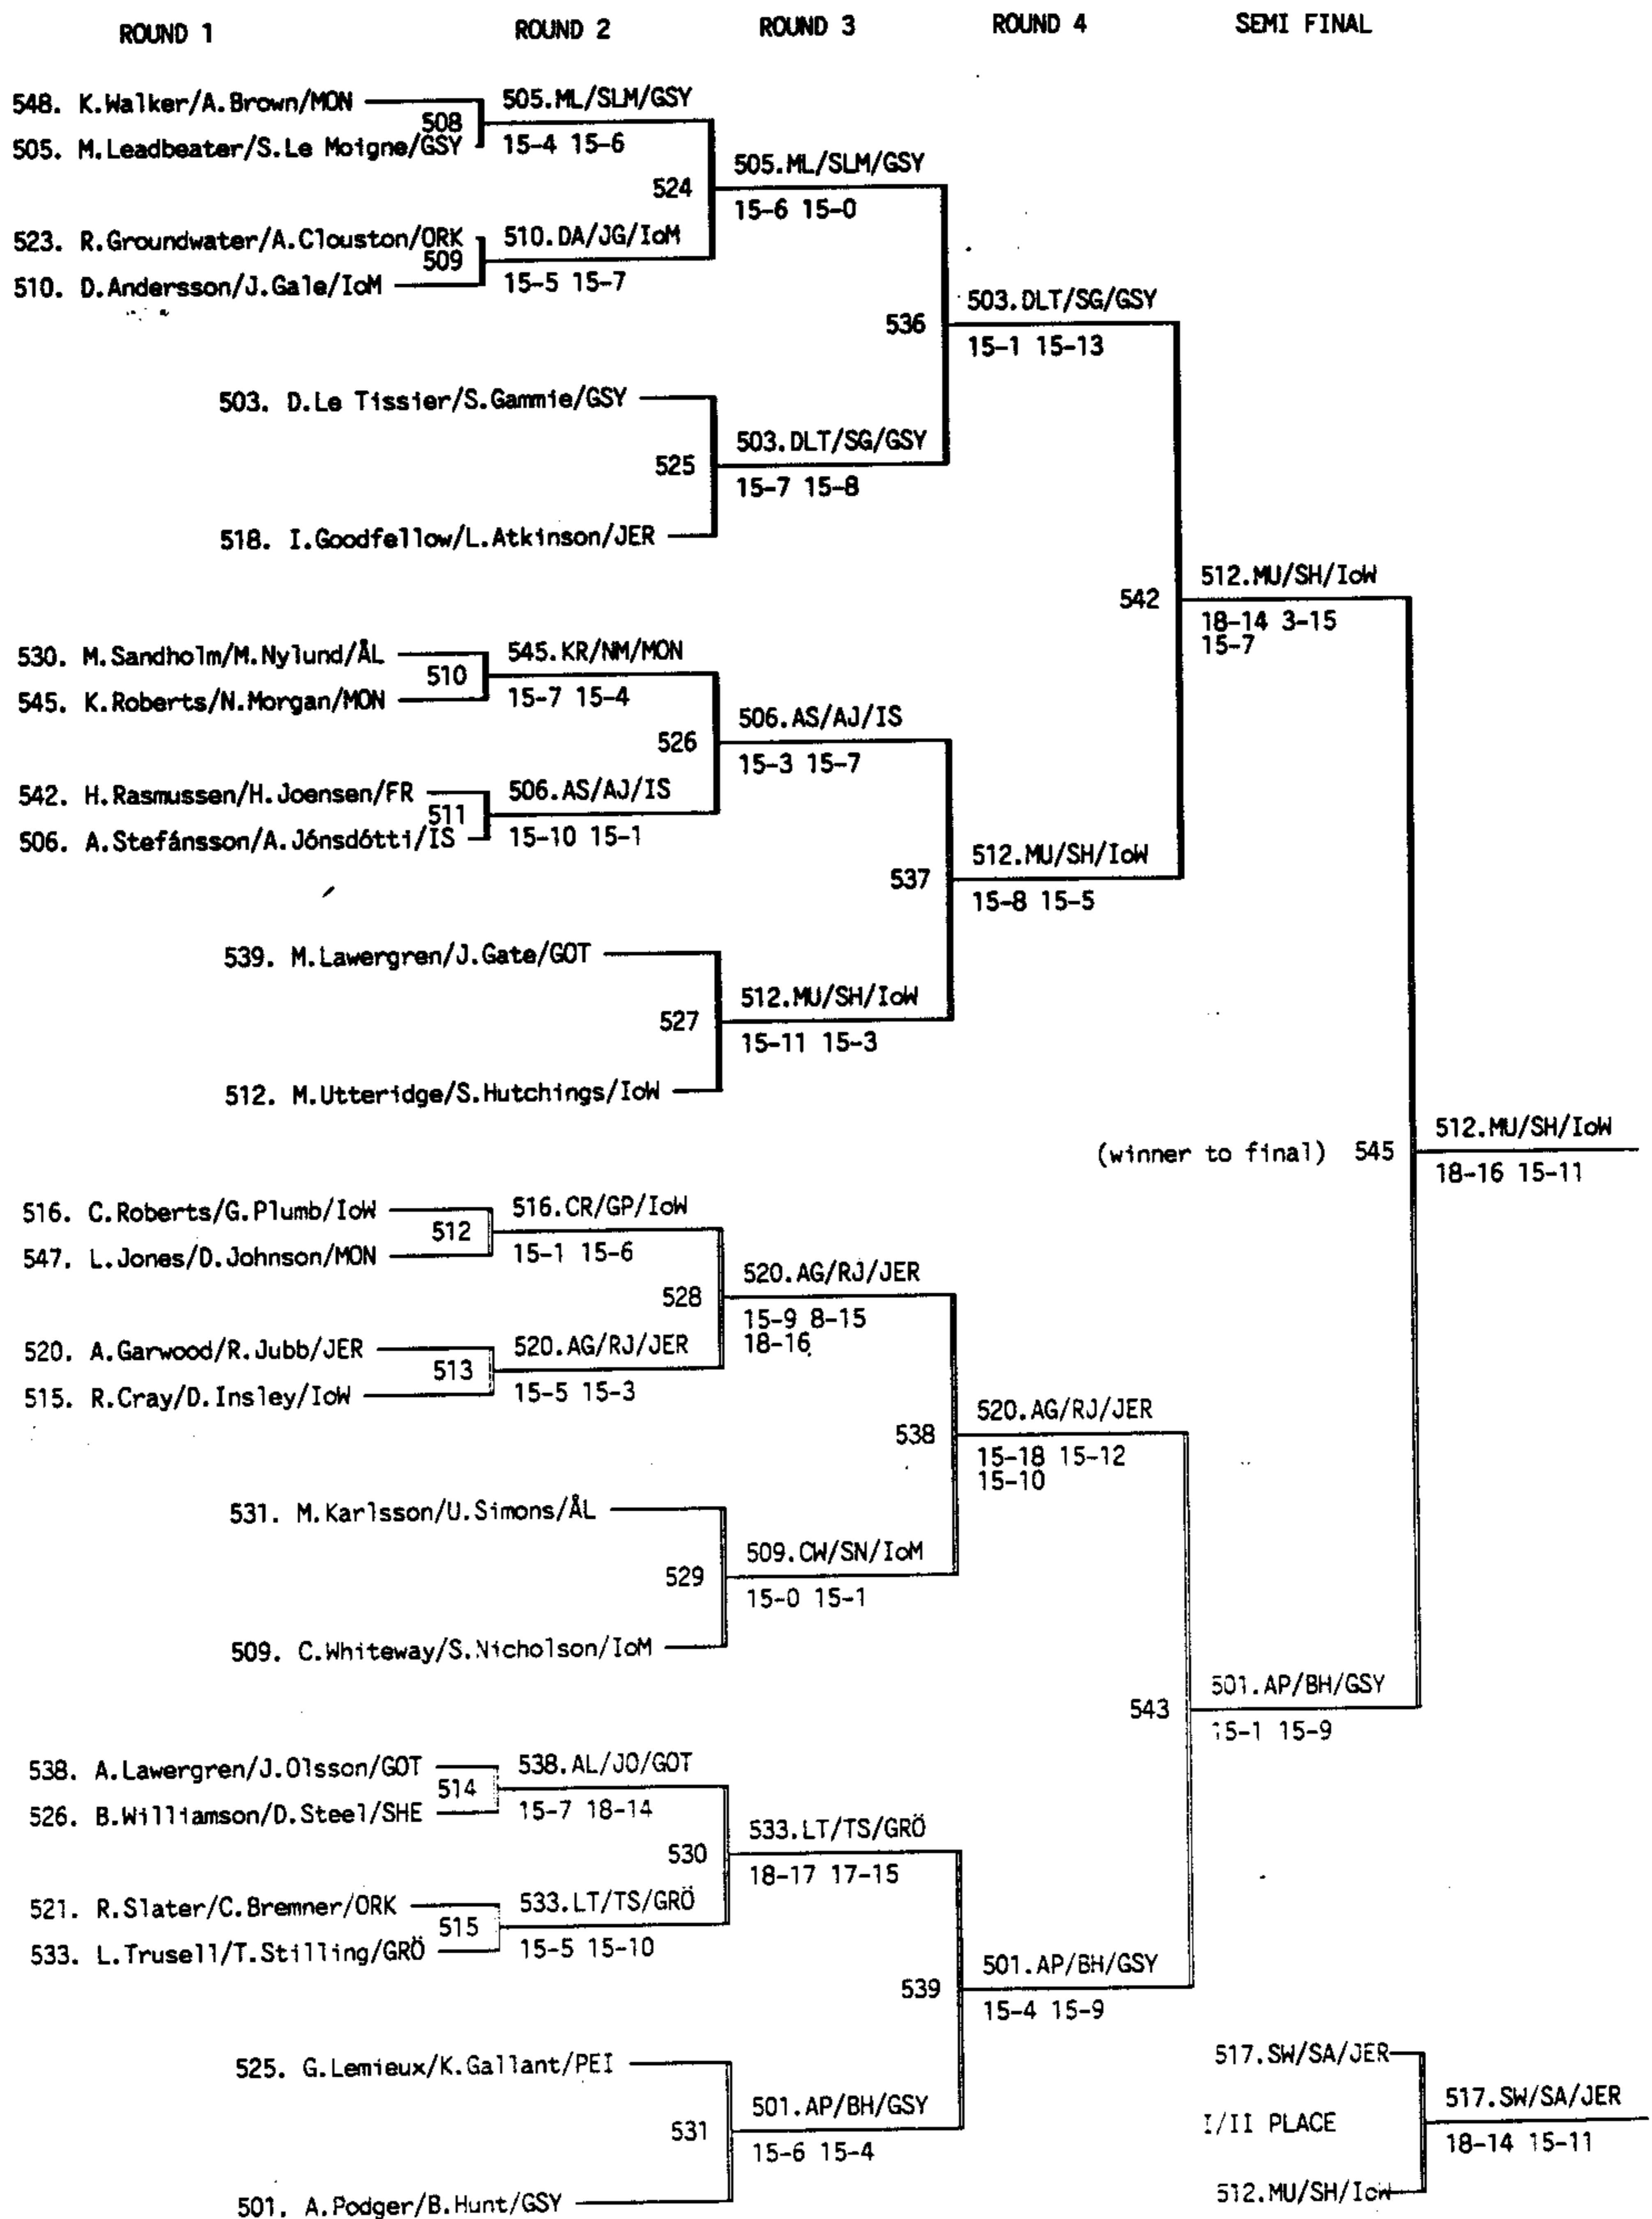 ROUND 1 ROUND 2 ROUND 3 ROUND 4 SEMI FINAL
548. K.Walker/A.Brown/MON
505. M.Leadbeater/S.Le Moigne/GSY
508
505.ML/SLM/GSY
15-4 15-6
523. R.Groundwater/A.Clouston/ORK
510. D.Andersson/J.Gale/IoM
509
510.DA/JG/IoM
15-5 15-7
524
505.ML/SLM/GSY
15-6 15-0
503. D.Le Tissier/S.Gammie/GSY
518. I.Goodfellow/L.Atkinson/JER
525
503.DLT/SG/GSY
15-7 15-8
536
503.DLT/SG/GSY
15-1 15-13
530. M.Sandholm/M.Nylund/ÅL
545. K.Roberts/N.Morgan/MON
510
545.KR/NM/MON
15-7 15-4
542. H.Rasmussen/H.Joensen/FR
506. A.Stefánsson/A.Jónsdótti/IS
511
506.AS/AJ/IS
15-10 15-1
526
506.AS/AJ/IS
15-3 15-7
539. M.Lawergren/J.Gate/GOT
512. M.Utteridge/S.Hutchings/IoW
527
512.MU/SH/IoW
15-11 15-3
537
512.MU/SH/IoW
15-8 15-5
542
512.MU/SH/IoW
18-14 3-15
15-7
516. C.Roberts/G.Plumb/IoW
547. L.Jones/D.Johnson/MON
512
516.CR/GP/IoW
15-1 15-6
520. A.Garwood/R.Jubb/JER
515. R.Cray/D.Insley/IoW
513
520.AG/RJ/JER
15-5 15-3
528
520.AG/RJ/JER
15-9 8-15
18-16
531. M.Karlsson/U.Simons/ÅL
509. C.Whiteway/S.Nicholson/IoM
529
509.CW/SN/IoM
15-0 15-1
538
520.AG/RJ/JER
15-18 15-12
15-10
538. A.Lawergren/J.Olsson/GOT
526. B.Williamson/D.Steel/SHE
514
538.AL/JO/GOT
15-7 18-14
521. R.Slater/C.Bremner/ORK
533. L.Trusell/T.Stilling/GRÖ
515
533.LT/TS/GRÖ
15-5 15-10
530
533.LT/TS/GRÖ
18-17 17-15
525. G.Lemieux/K.Gallant/PEI
501. A.Podger/B.Hunt/GSY
531
501.AP/BH/GSY
15-6 15-4
539
501.AP/BH/GSY
15-4 15-9
543
501.AP/BH/GSY
15-1 15-9
(winner to final) 545
512.MU/SH/IoW
18-16 15-11
517.SW/SA/JER
I/II PLACE
512.MU/SH/IoW
517.SW/SA/JER
18-14 15-11